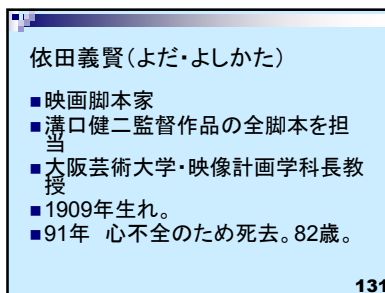 依田義賢（よだ・よしかた）
■映画脚本家
■溝口健二監督作品の全脚本を担
当
■大阪芸術大学・映像計画学科長教
授
■1909年生れ。
■91年 心不全のため死去。82歳。
131